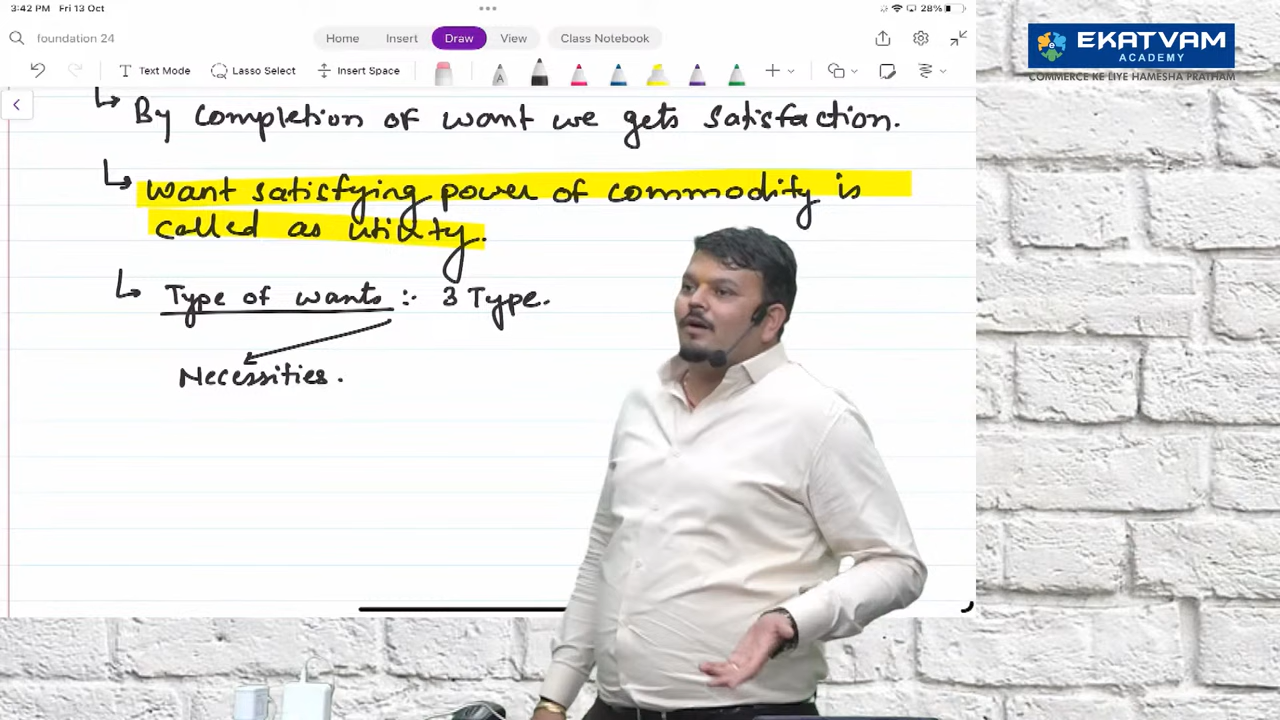 3:42 PM Fri 13 Oct
28%
foundation 24
Home Insert Draw View Class Notebook
Text Mode Lasso Select Insert Space
EKATVAM
ACADEMY
COMMERCE KE LIYE HAMESHA PRATHAM
By completion of want we gets satisfaction.
Want satisfying power of commodity is
called as utility.
Type of wants :- 3 Type.
Necessities.